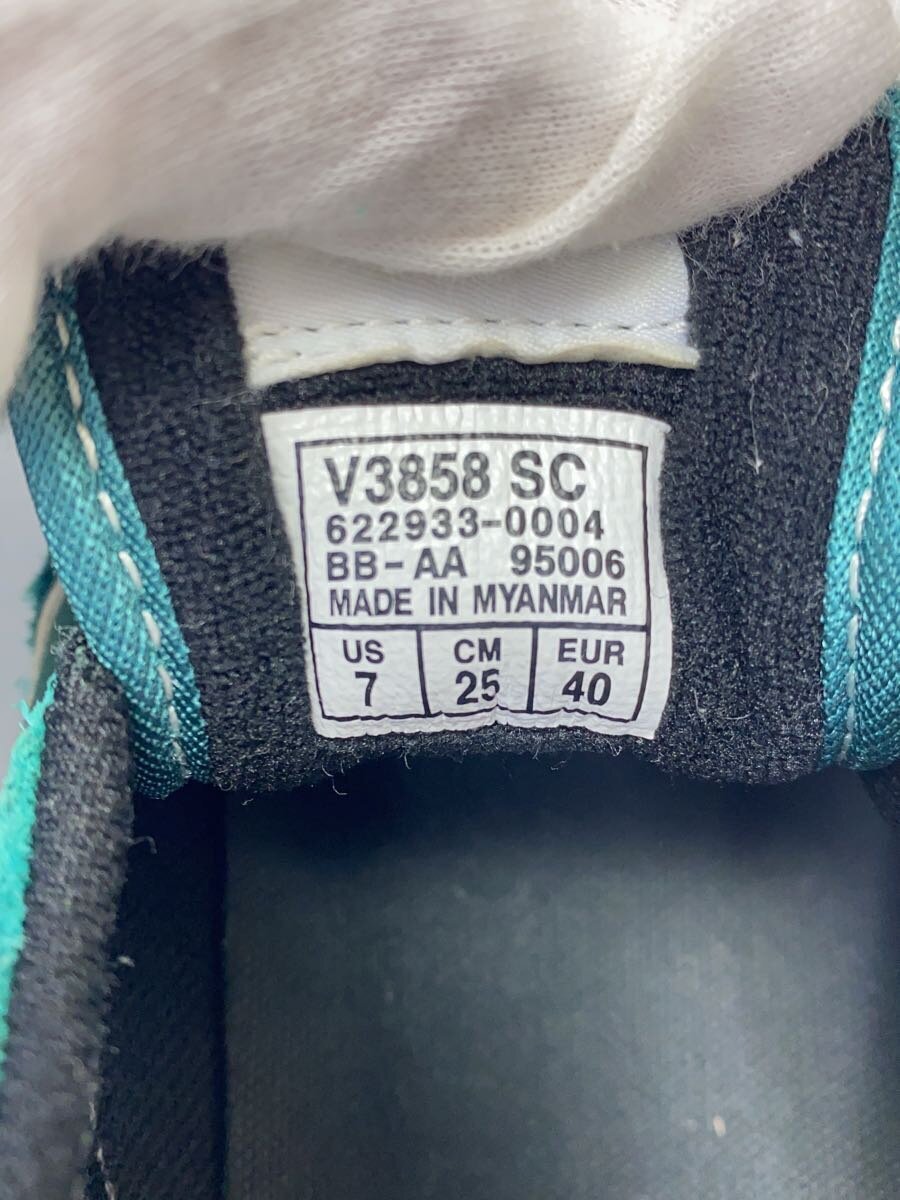 V3858 SC
622933-0004
BB-AA 95006
MADE IN MYANMAR
US CM EUR
7 25 40